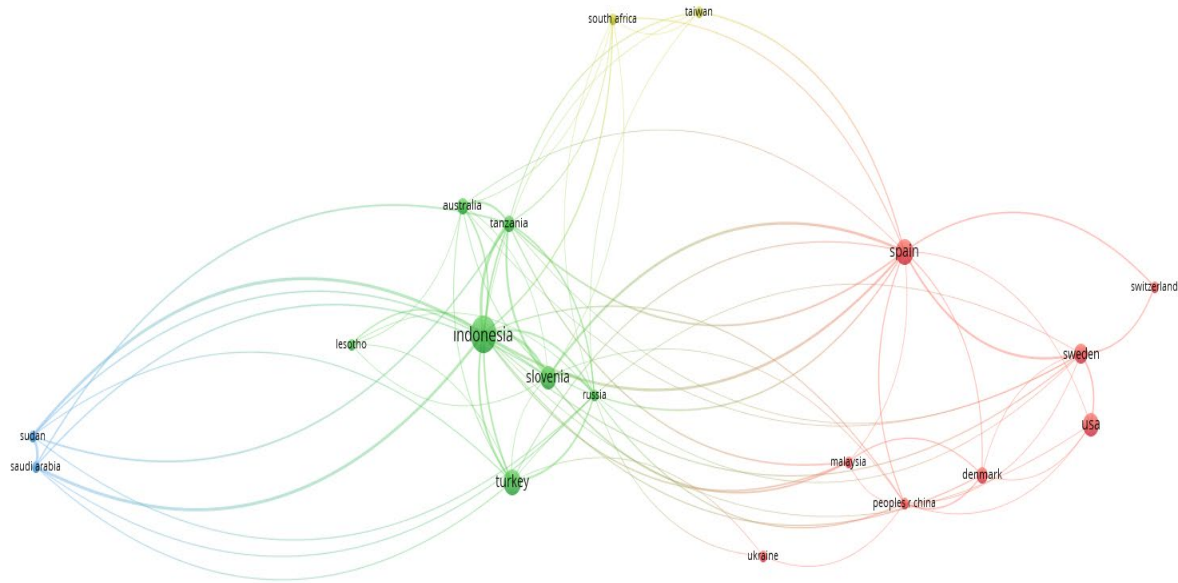 south africa
taiwan
australia
tanzania
spain
switzerland
indonesia
lesotho
sweden
slovenia
russia
usa
sudan
saudi arabia
malaysia
denmark
turkey
peoples r china
ukraine